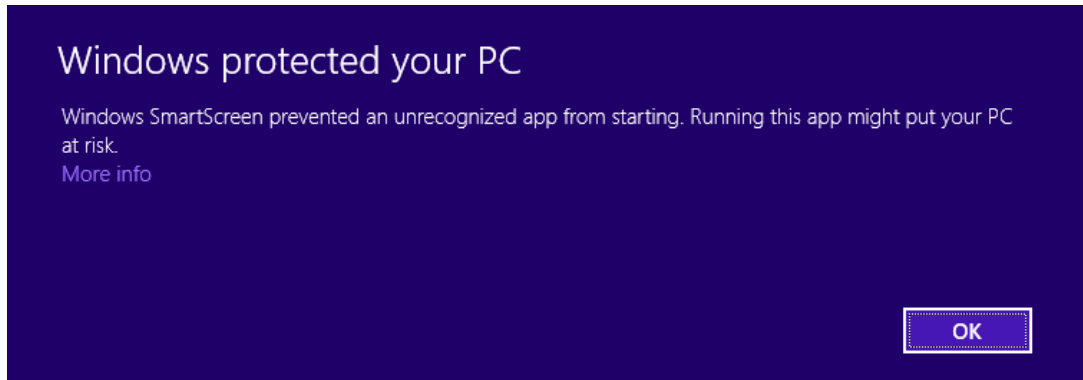 Windows protected your PC
Windows SmartScreen prevented an unrecognized app from starting. Running this app might put your PC
at risk.
More info
OK